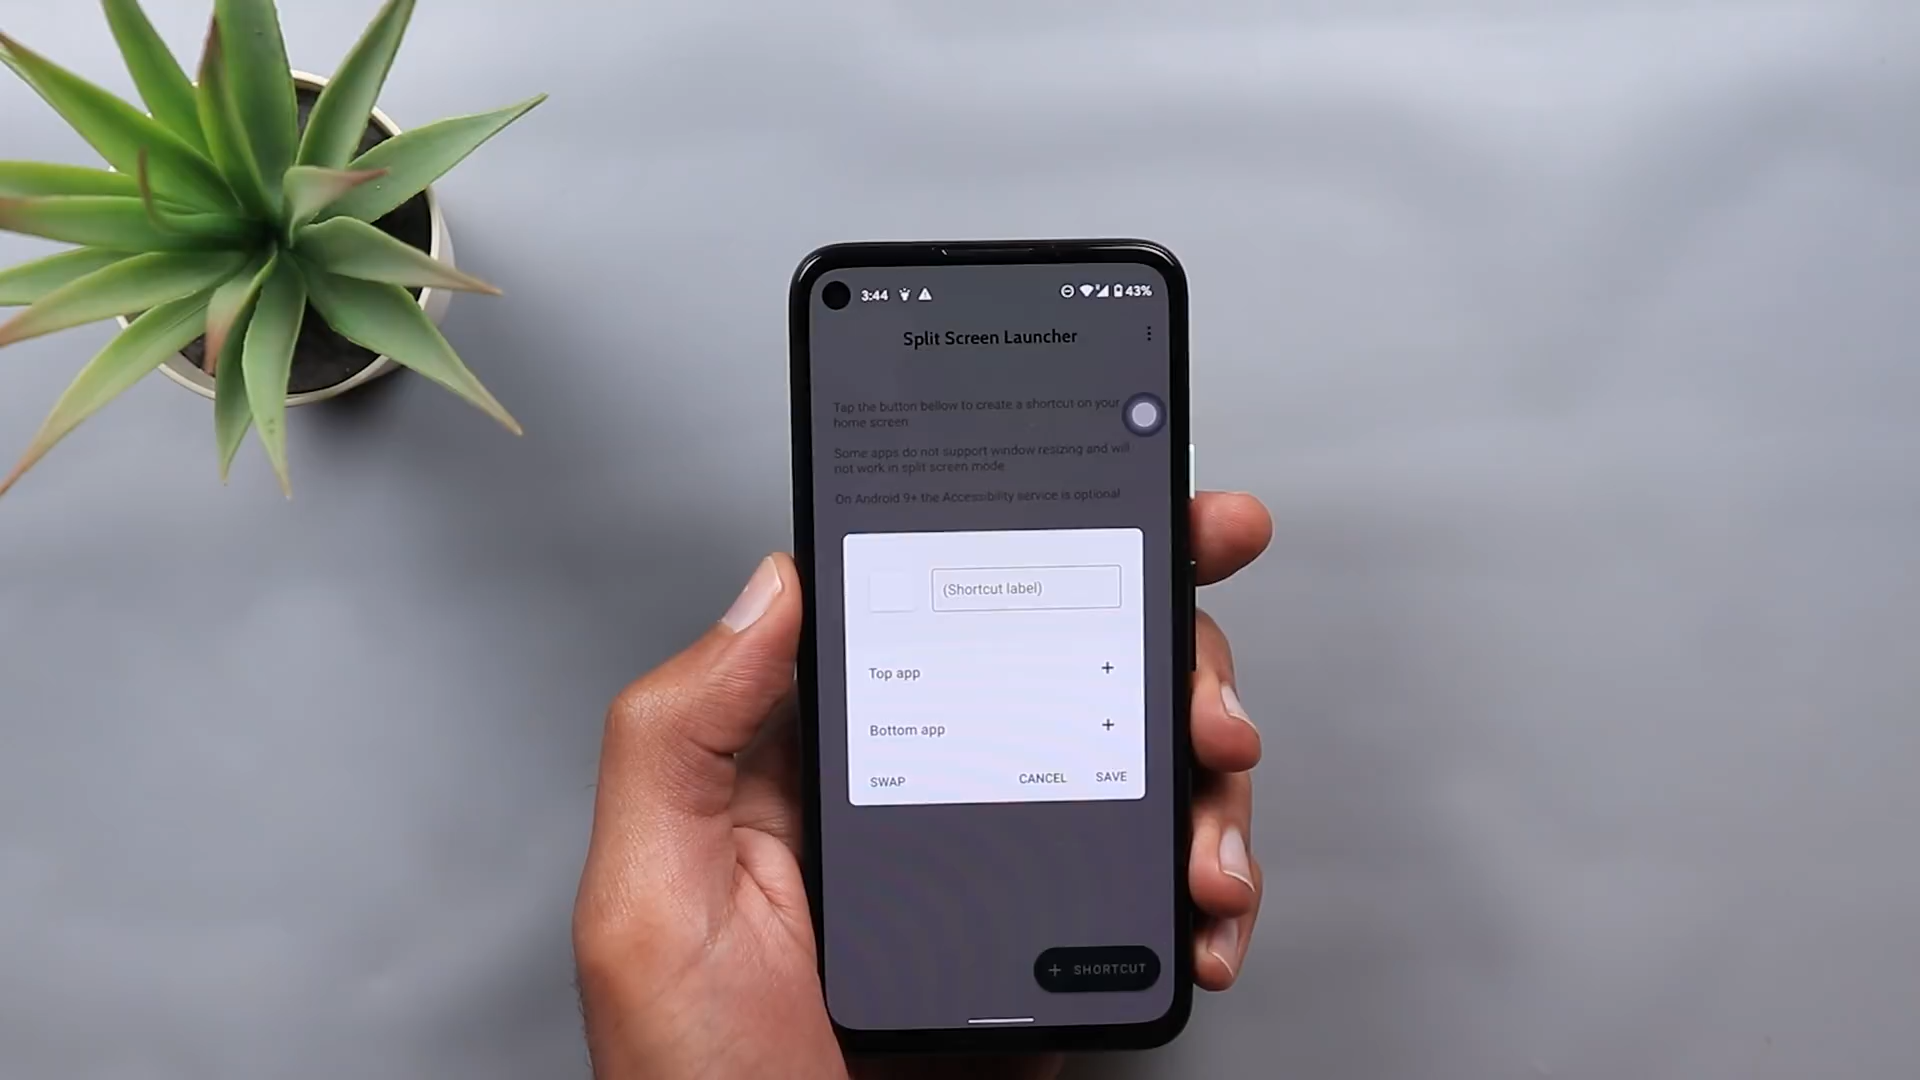 3:44
43%
Split Screen Launcher
Tap the button bellow to create a shortcut on your
home screen
Some apps do not support window resizing and will
not work in split screen mode
On Android 9+ the Accessibility service is optional
(Shortcut label)
Top app +
Bottom app +
SWAP CANCEL SAVE
+ SHORTCUT